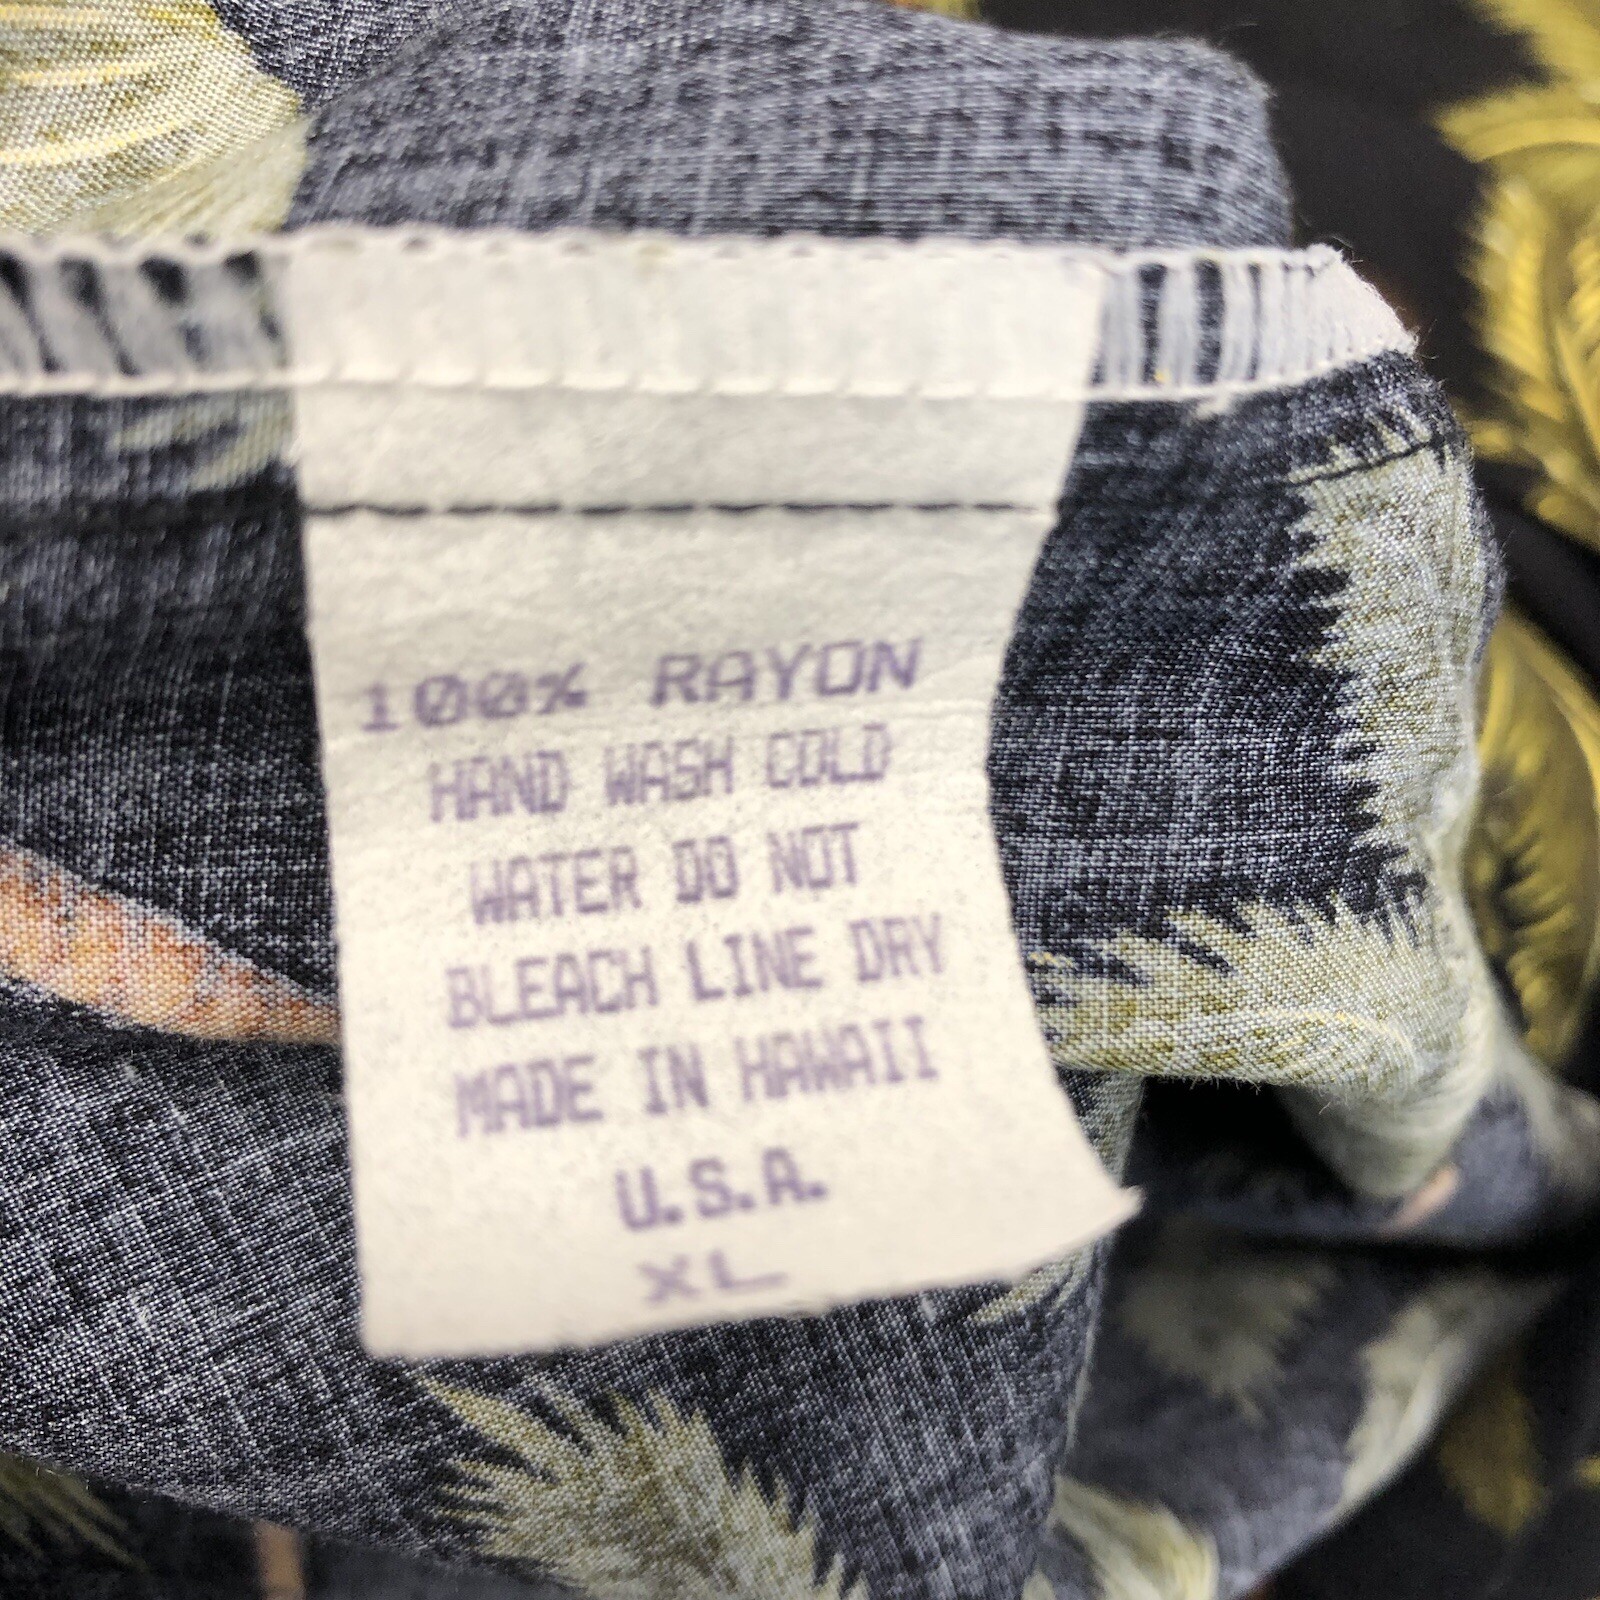 100% RAYON
HAND WASH COLD
WATER DO NOT
BLEACH LINE DRY
MADE IN HAWAII
U.S.A.
XL